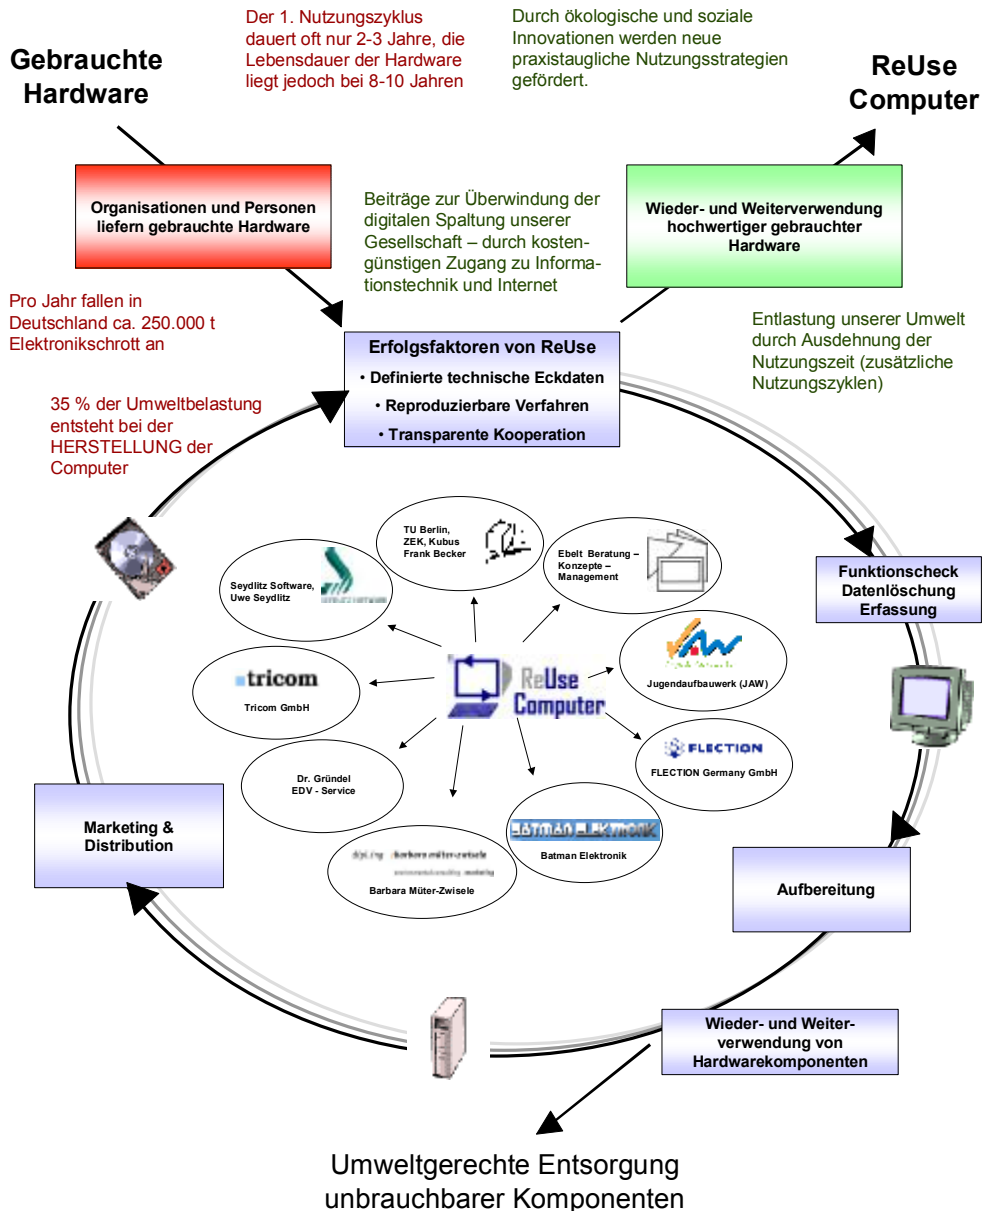 Der 1. Nutzungszyklus
dauert oft nur 2-3 Jahre, die
Lebensdauer der Hardware
liegt jedoch bei 8-10 Jahren
Durch ökologische und soziale
Innovationen werden neue
praxistaugliche Nutzungsstrategien
gefördert.
Gebrauchte
Hardware
ReUse
Computer
Organisationen und Personen
liefern gebrauchte Hardware
Beiträge zur Überwindung der
digitalen Spaltung unserer
Gesellschaft – durch kosten-
günstigen Zugang zu Informa-
tionstechnik und Internet
Wieder- und Weiterverwendung
hochwertiger gebrauchter
Hardware
Pro Jahr fallen in
Deutschland ca. 250.000 t
Elektronikschrott an
Entlastung unserer Umwelt
durch Ausdehnung der
Nutzungszeit (zusätzliche
Nutzungszyklen)
Erfolgsfaktoren von ReUse
• Definierte technische Eckdaten
• Reproduzierbare Verfahren
• Transparente Kooperation
35 % der Umweltbelastung
entsteht bei der
HERSTELLUNG der
Computer
TU Berlin,
ZEK, Kubus
Frank Becker
Ebelt Beratung –
Konzepte –
Management
Seydlitz Software,
Uwe Seydlitz
Funktionscheck
Datenlöschung
Erfassung
JAW
Jugendaufbauwerk (JAW)
tricom
Tricom GmbH
ReUse
Computer
FLECTION
FLECTION Germany GmbH
Dr. Gründel
EDV - Service
BATMAN ELEKTRONIK
Batman Elektronik
barbara müter-zwisele
Barbara Müter-Zwisele
Marketing &
Distribution
Aufbereitung
Wieder- und Weiter-
verwendung von
Hardwarekomponenten
Umweltgerechte Entsorgung
unbrauchbarer Komponenten